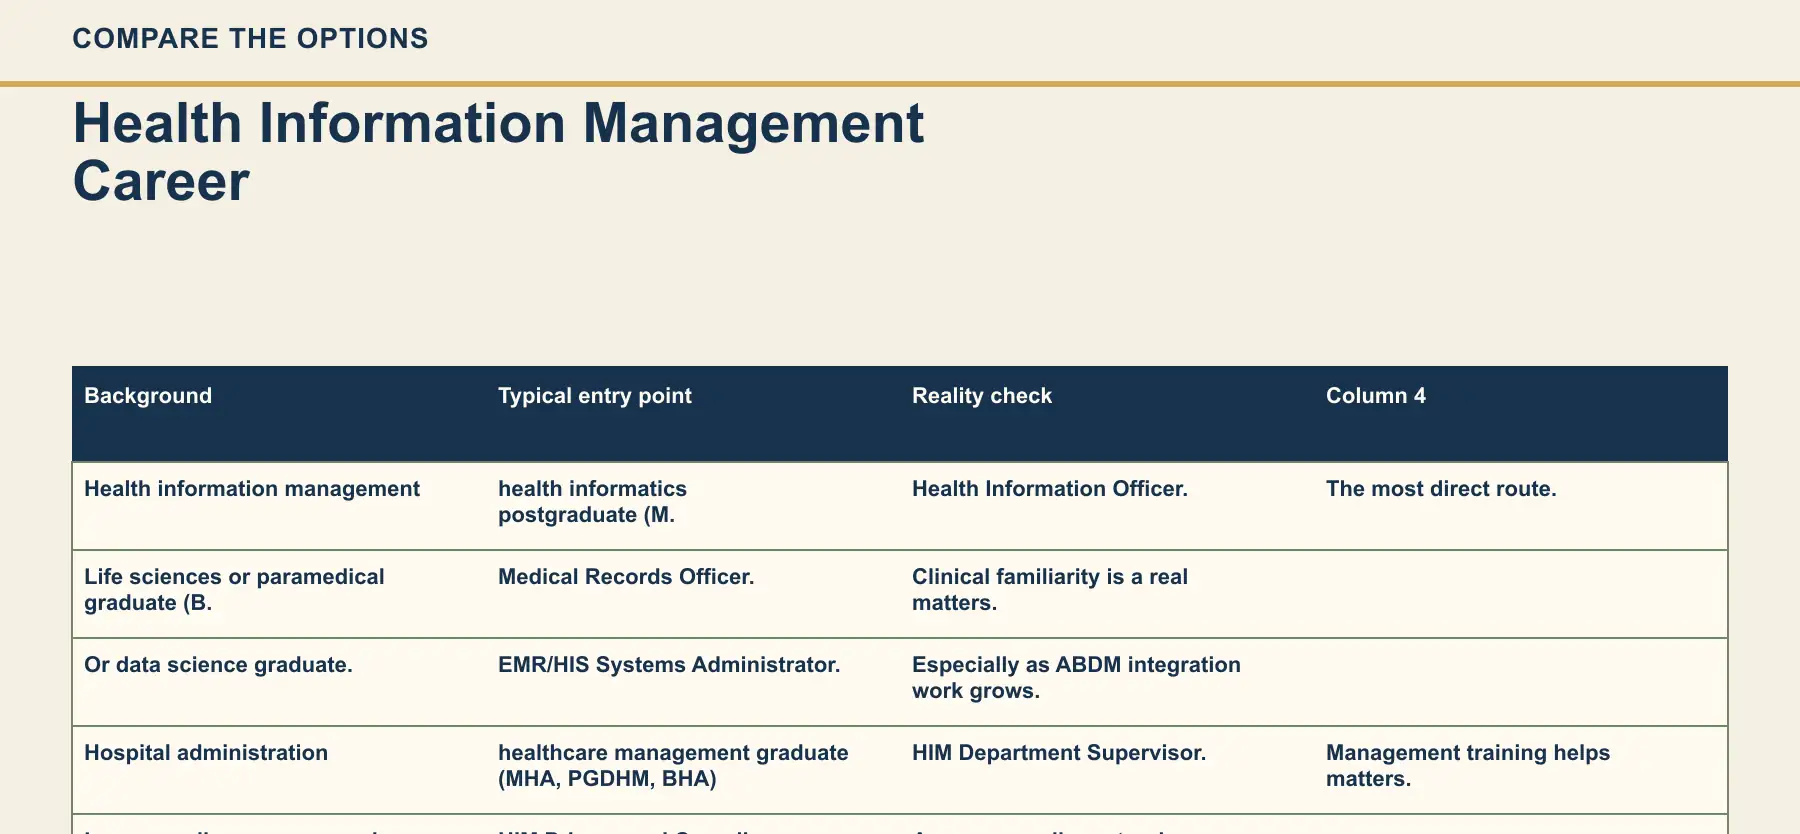 COMPARE THE OPTIONS
Health Information Management
Career
Background Typical entry point Reality check Column 4
Health information management
health informatics
postgraduate (M.
Health Information Officer.
The most direct route.
Life sciences or paramedical
graduate (B.
Medical Records Officer.
Clinical familiarity is a real
matters.
Or data science graduate.
EMR/HIS Systems Administrator.
Especially as ABDM integration
work grows.
Hospital administration
healthcare management graduate
(MHA, PGDHM, BHA)
HIM Department Supervisor.
Management training helps
matters.